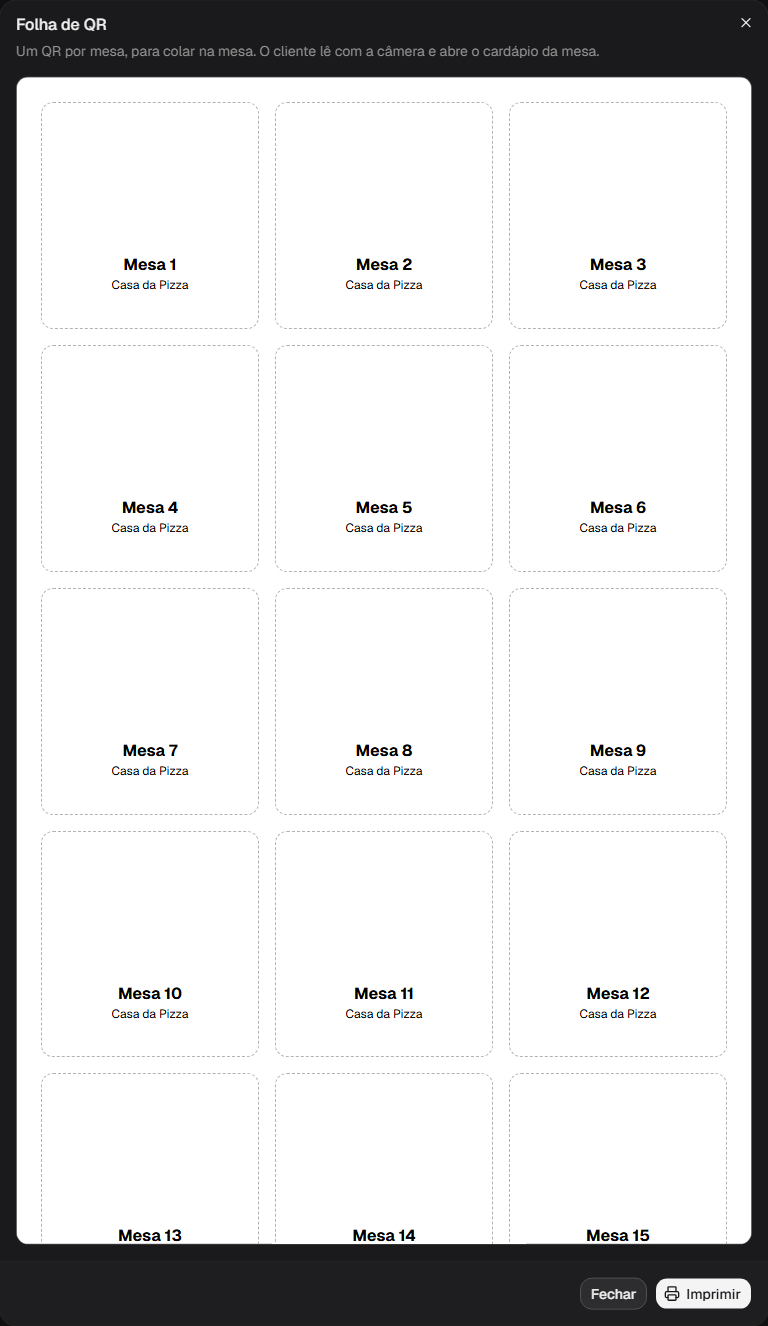 Folha de QR
Um QR por mesa, para colar na mesa. O cliente lê com a câmera e abre o cardápio da mesa.
Mesa 1
Casa da Pizza
Mesa 2
Casa da Pizza
Mesa 3
Casa da Pizza
Mesa 4
Casa da Pizza
Mesa 5
Casa da Pizza
Mesa 6
Casa da Pizza
Mesa 7
Casa da Pizza
Mesa 8
Casa da Pizza
Mesa 9
Casa da Pizza
Mesa 10
Casa da Pizza
Mesa 11
Casa da Pizza
Mesa 12
Casa da Pizza
Mesa 13
Mesa 14
Mesa 15
Fechar
Imprimir